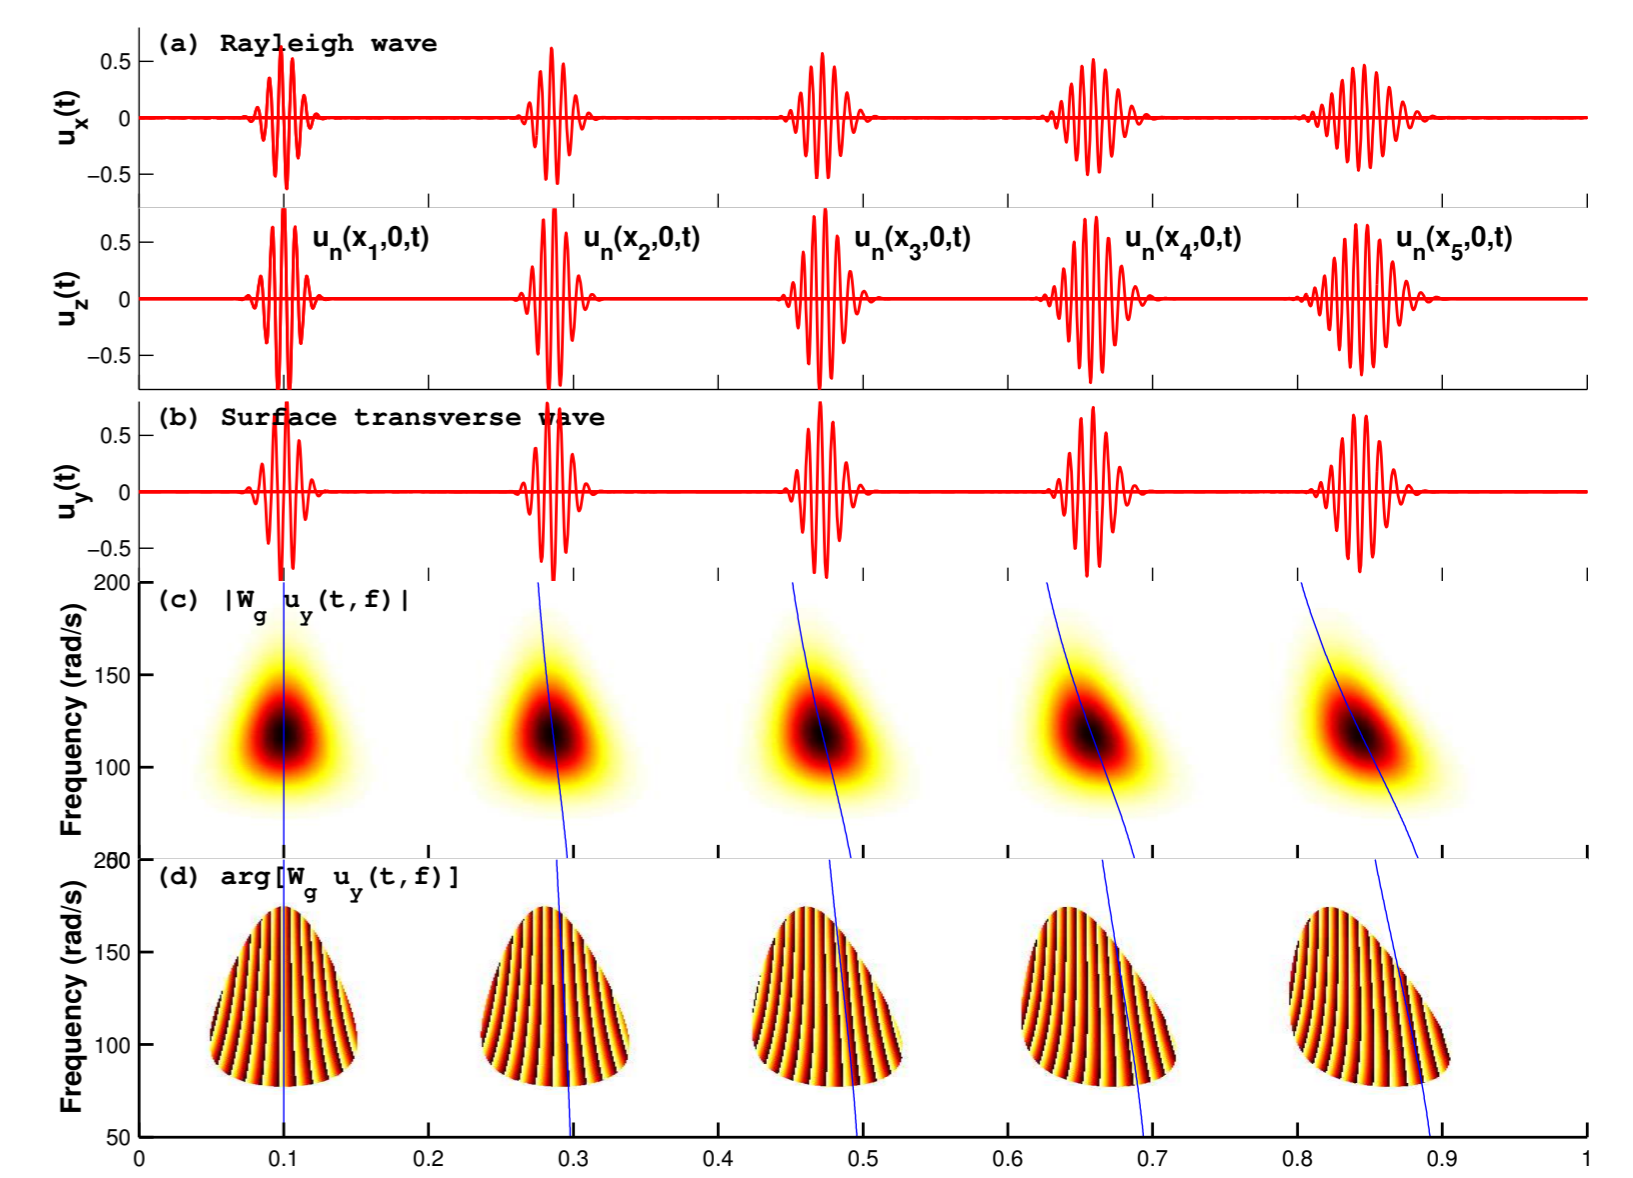 (a) Rayleigh wave
u_x(t)
0.5
0
−0.5
u_z(t)
0.5
0
−0.5
u_n(x_1,0,t) u_n(x_2,0,t) u_n(x_3,0,t) u_n(x_4,0,t) u_n(x_5,0,t)
(b) Surface transverse wave
u_y(t)
0.5
0
−0.5
(c) |W_g u_y(t,f)|
Frequency (rad/s)
200
150
100
50
(d) arg[W_g u_y(t,f)]
Frequency (rad/s)
200
150
100
50
0 0.1 0.2 0.3 0.4 0.5 0.6 0.7 0.8 0.9 1